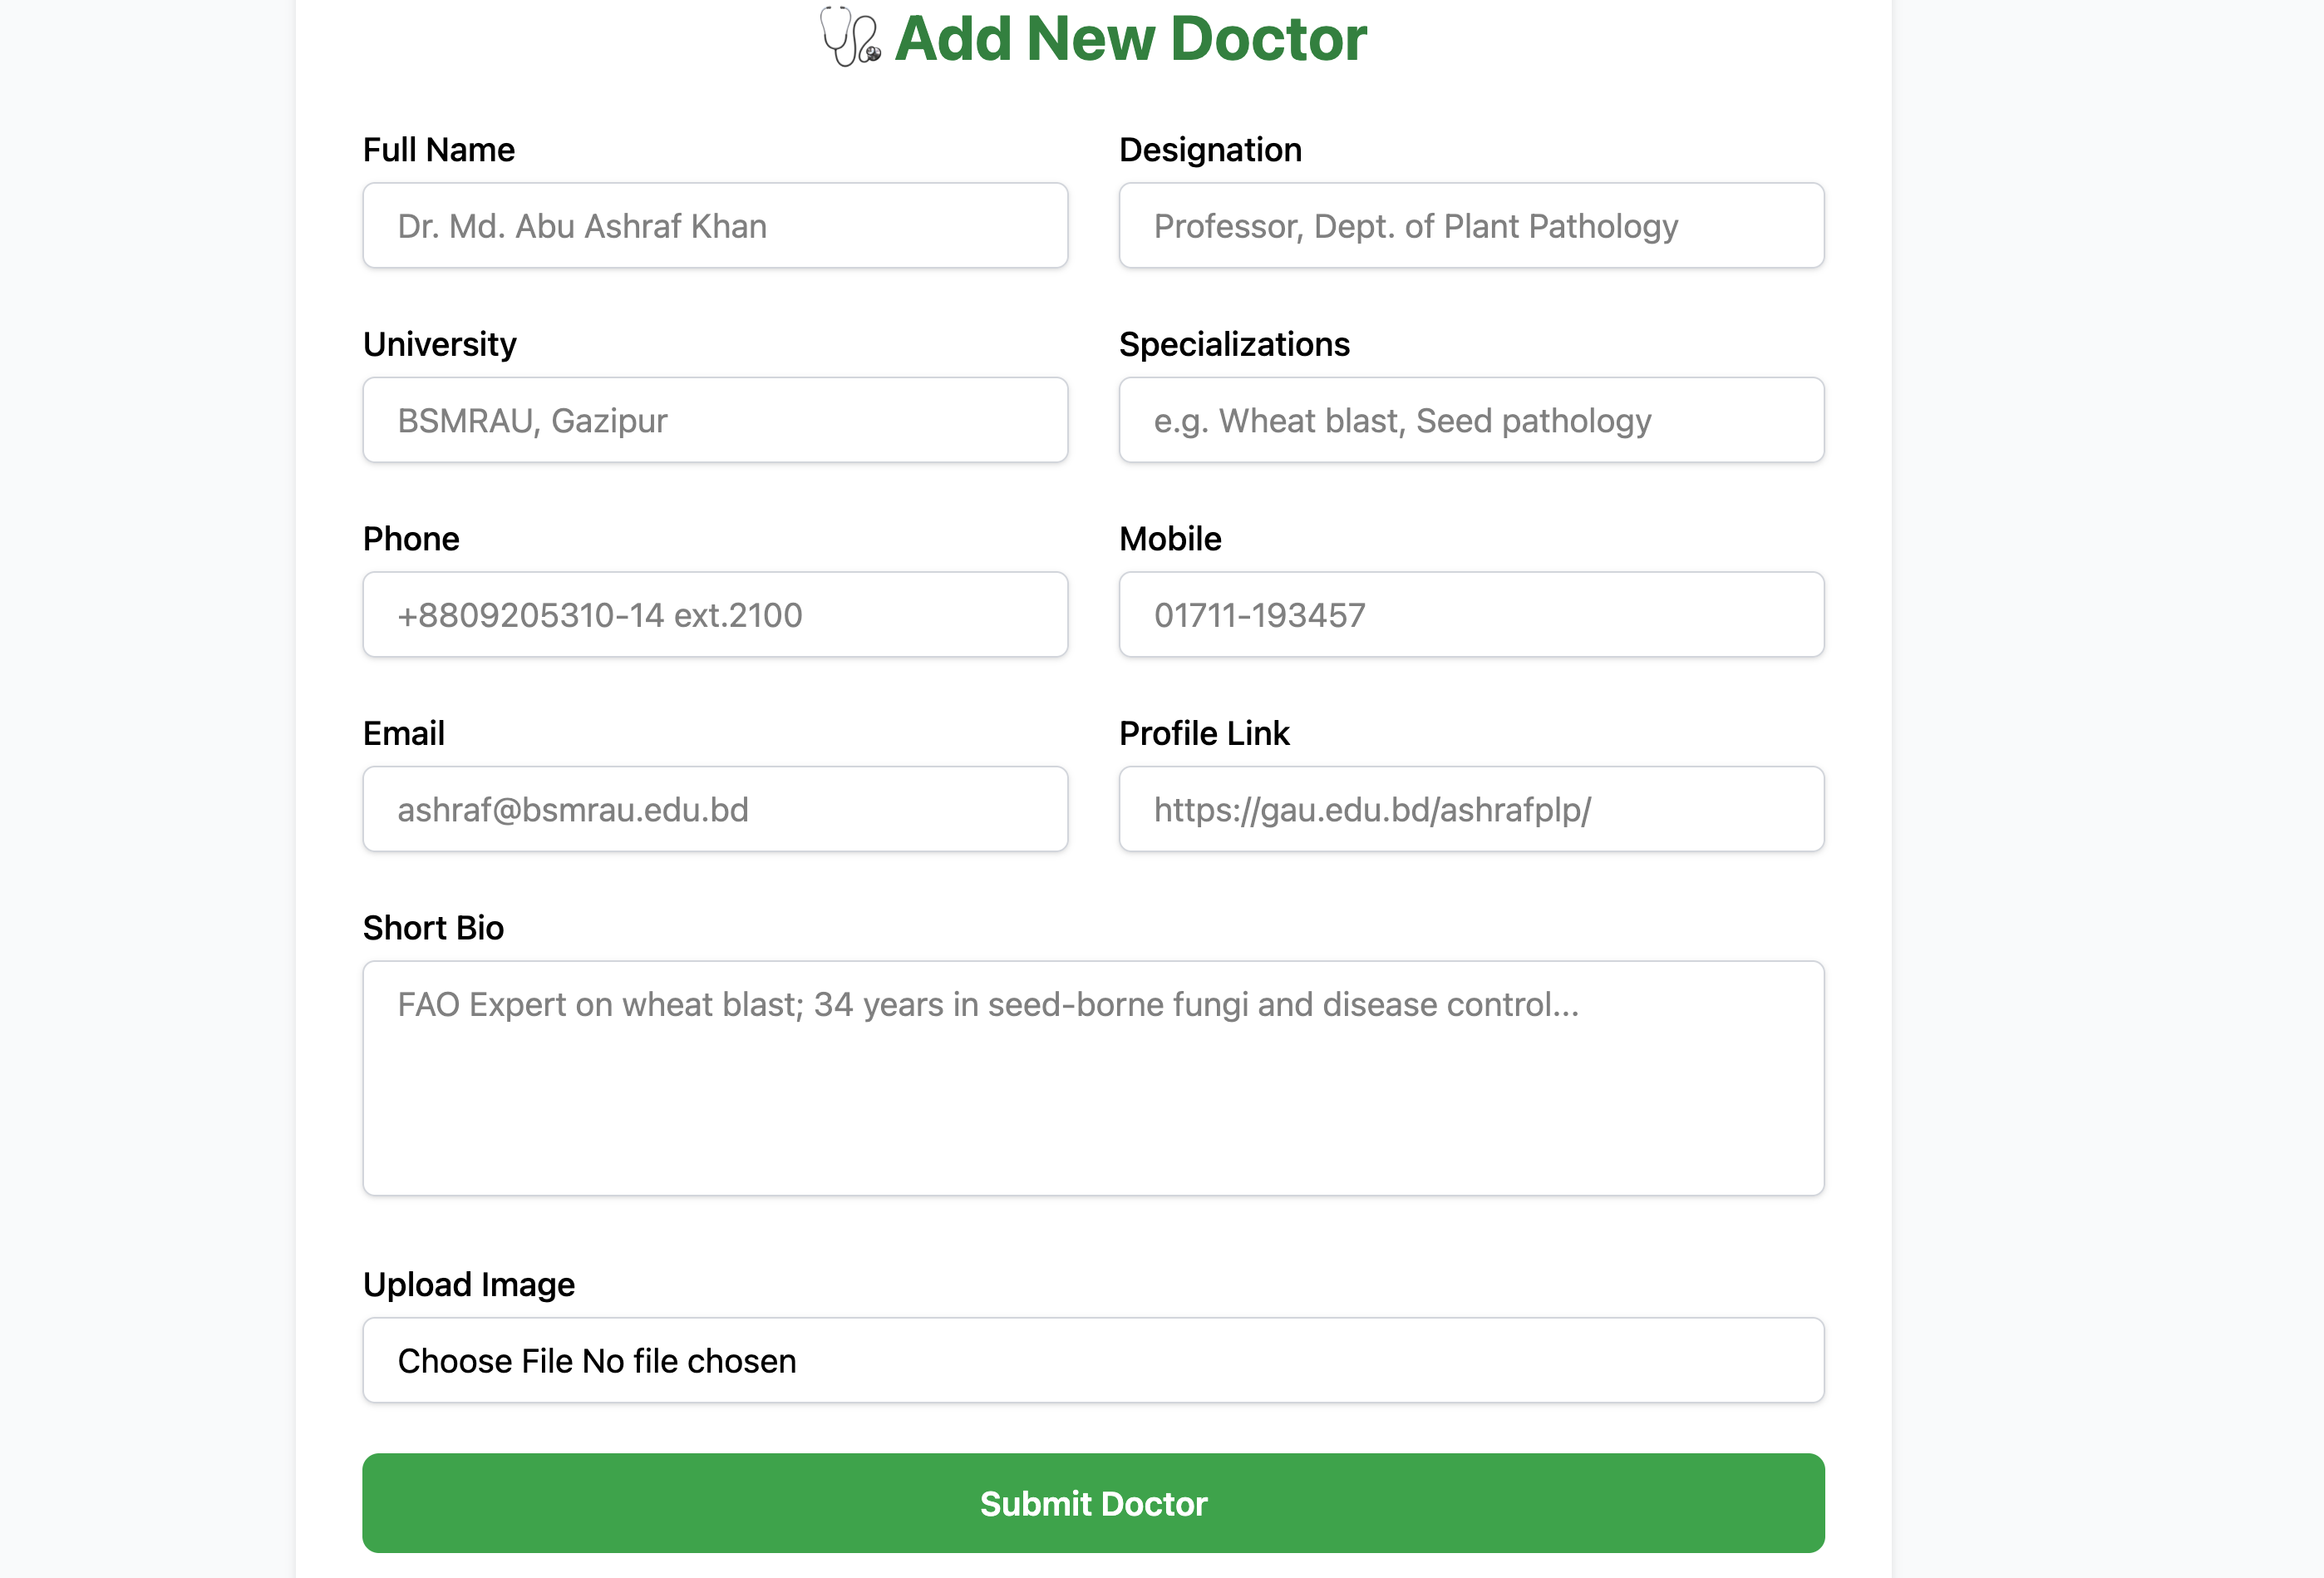 Add New Doctor
Full Name
Designation
Dr. Md. Abu Ashraf Khan
Professor, Dept. of Plant Pathology
University
Specializations
BSMRAU, Gazipur
e.g. Wheat blast, Seed pathology
Phone
Mobile
+8809205310-14 ext.2100
01711-193457
Email
Profile Link
ashraf@bsmrau.edu.bd
https://gau.edu.bd/ashrafplp/
Short Bio
FAO Expert on wheat blast; 34 years in seed-borne fungi and disease control...
Upload Image
Choose File No file chosen
Submit Doctor